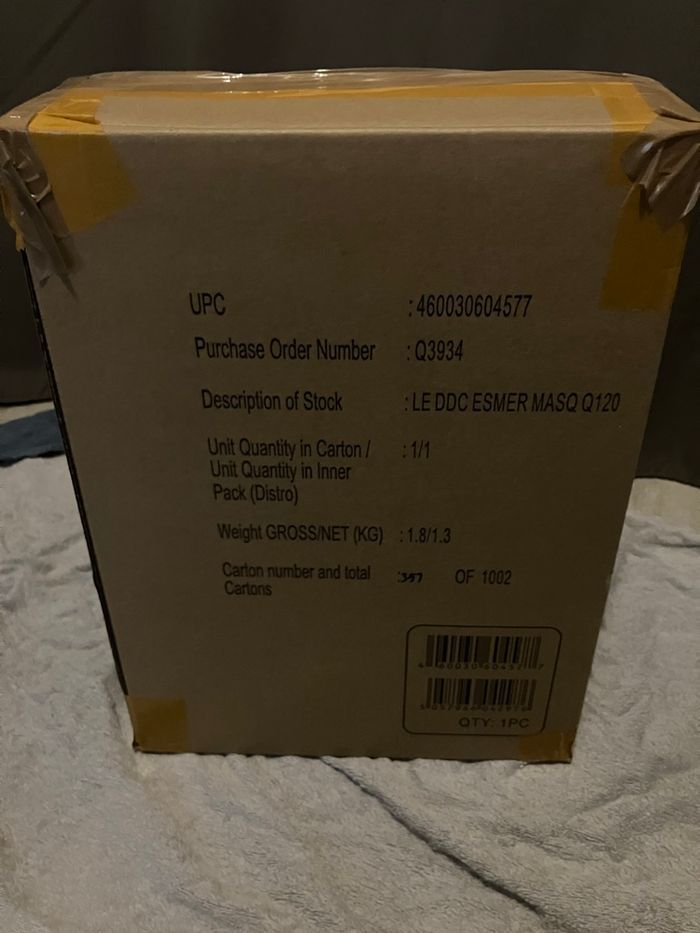 UPC : 460030604577
Purchase Order Number : Q3934
Description of Stock : LE DDC ESMER MASQ Q120
Unit Quantity in Carton / : 1/1
Unit Quantity in Inner
Pack (Distro)
Weight GROSS/NET (KG) : 1.8/1.3
Carton number and total : 357 OF 1002
Cartons
QTY: 1PC